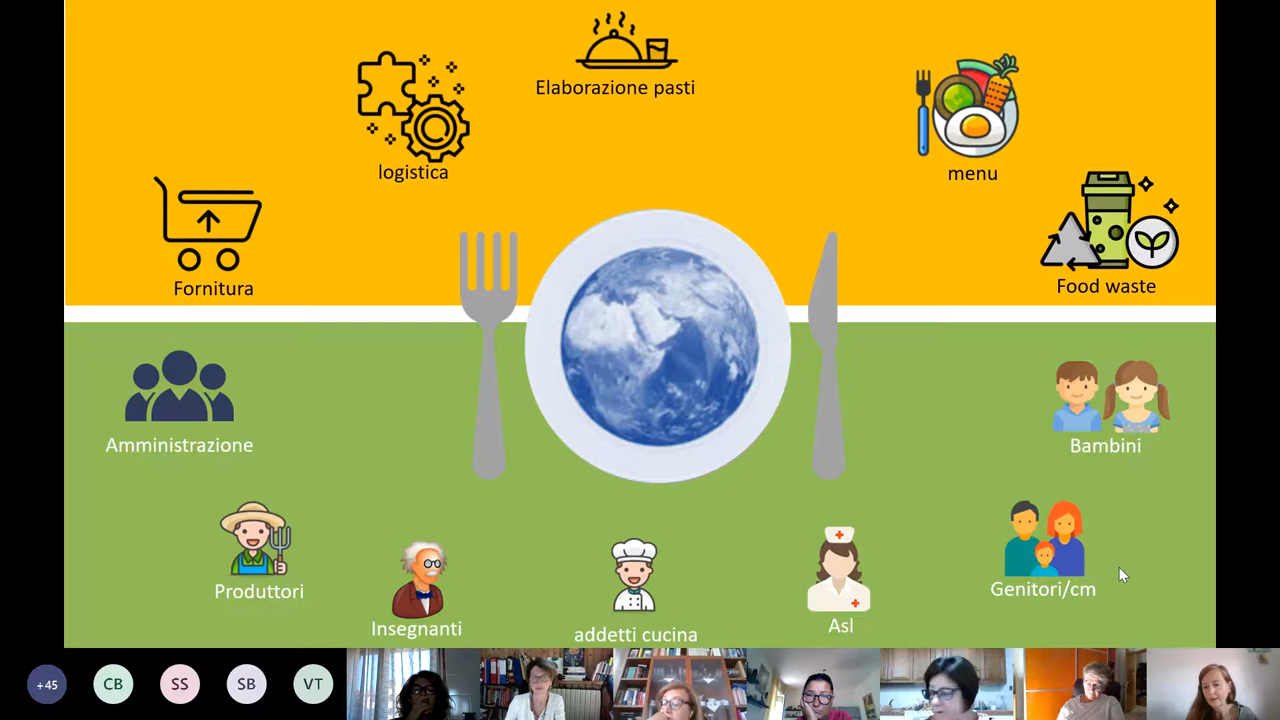 Elaborazione pasti
logistica
menu
Fornitura
Food waste
Amministrazione
Bambini
Produttori
Genitori/cm
Insegnanti
addetti cucina
Asl
+45
CB
SS
SB
VT